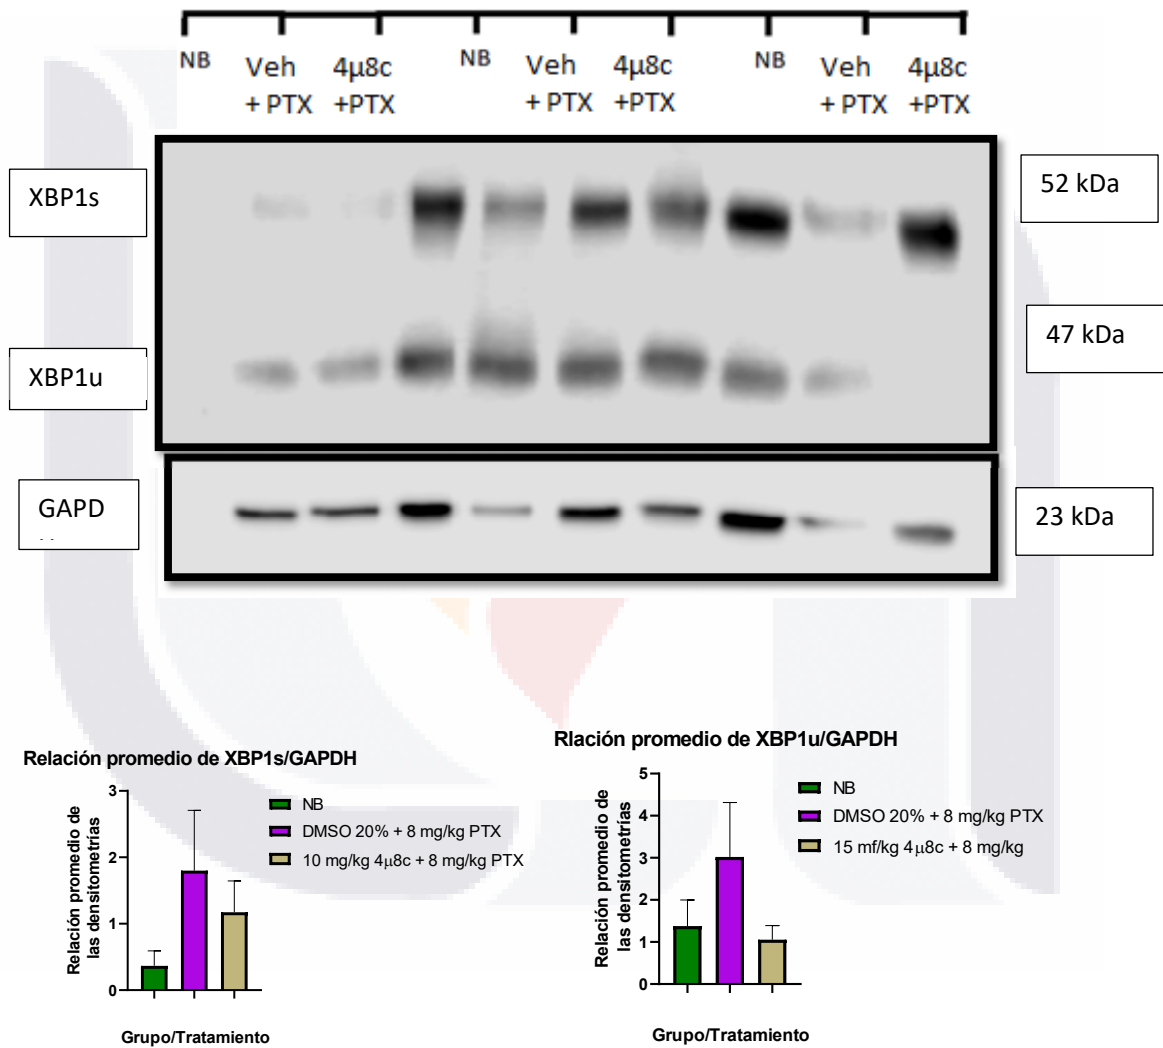 NB Veh 4µ8c NB Veh 4µ8c NB Veh 4µ8c
+ PTX +PTX + PTX +PTX + PTX +PTX
XBP1s
52 kDa
47 kDa
XBP1u
GAPD
23 kDa
Relación promedio de XBP1s/GAPDH
Relación promedio de
las densitometrías
3
2
1
0
NB
DMSO 20% + 8 mg/kg PTX
10 mg/kg 4µ8c + 8 mg/kg PTX
Grupo/Tratamiento
Rlación promedio de XBP1u/GAPDH
Relación promedio de
las densitometrías
5
4
3
2
1
0
NB
DMSO 20% + 8 mg/kg PTX
15 mf/kg 4µ8c + 8 mg/kg
Grupo/Tratamiento